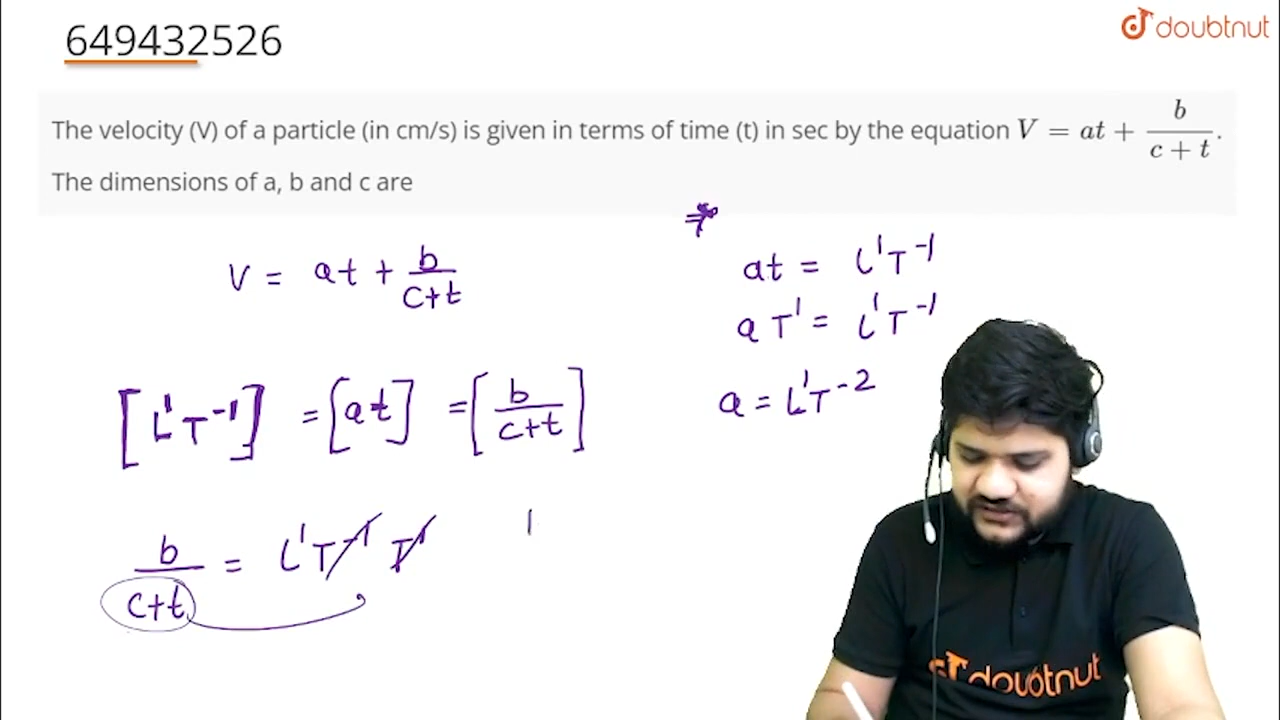 649432526
doubtnut
The velocity (V) of a particle (in cm/s) is given in terms of time (t) in sec by the equation V = at + b/(c + t).
The dimensions of a, b and c are
V = at + b/(c+t)
[L¹T⁻¹] = [at] = [b/(c+t)]
b/(c+t) = L¹T⁻¹ T¹
at = L¹T⁻¹
a T¹ = L¹T⁻¹
a = L¹T⁻²
doubtnut